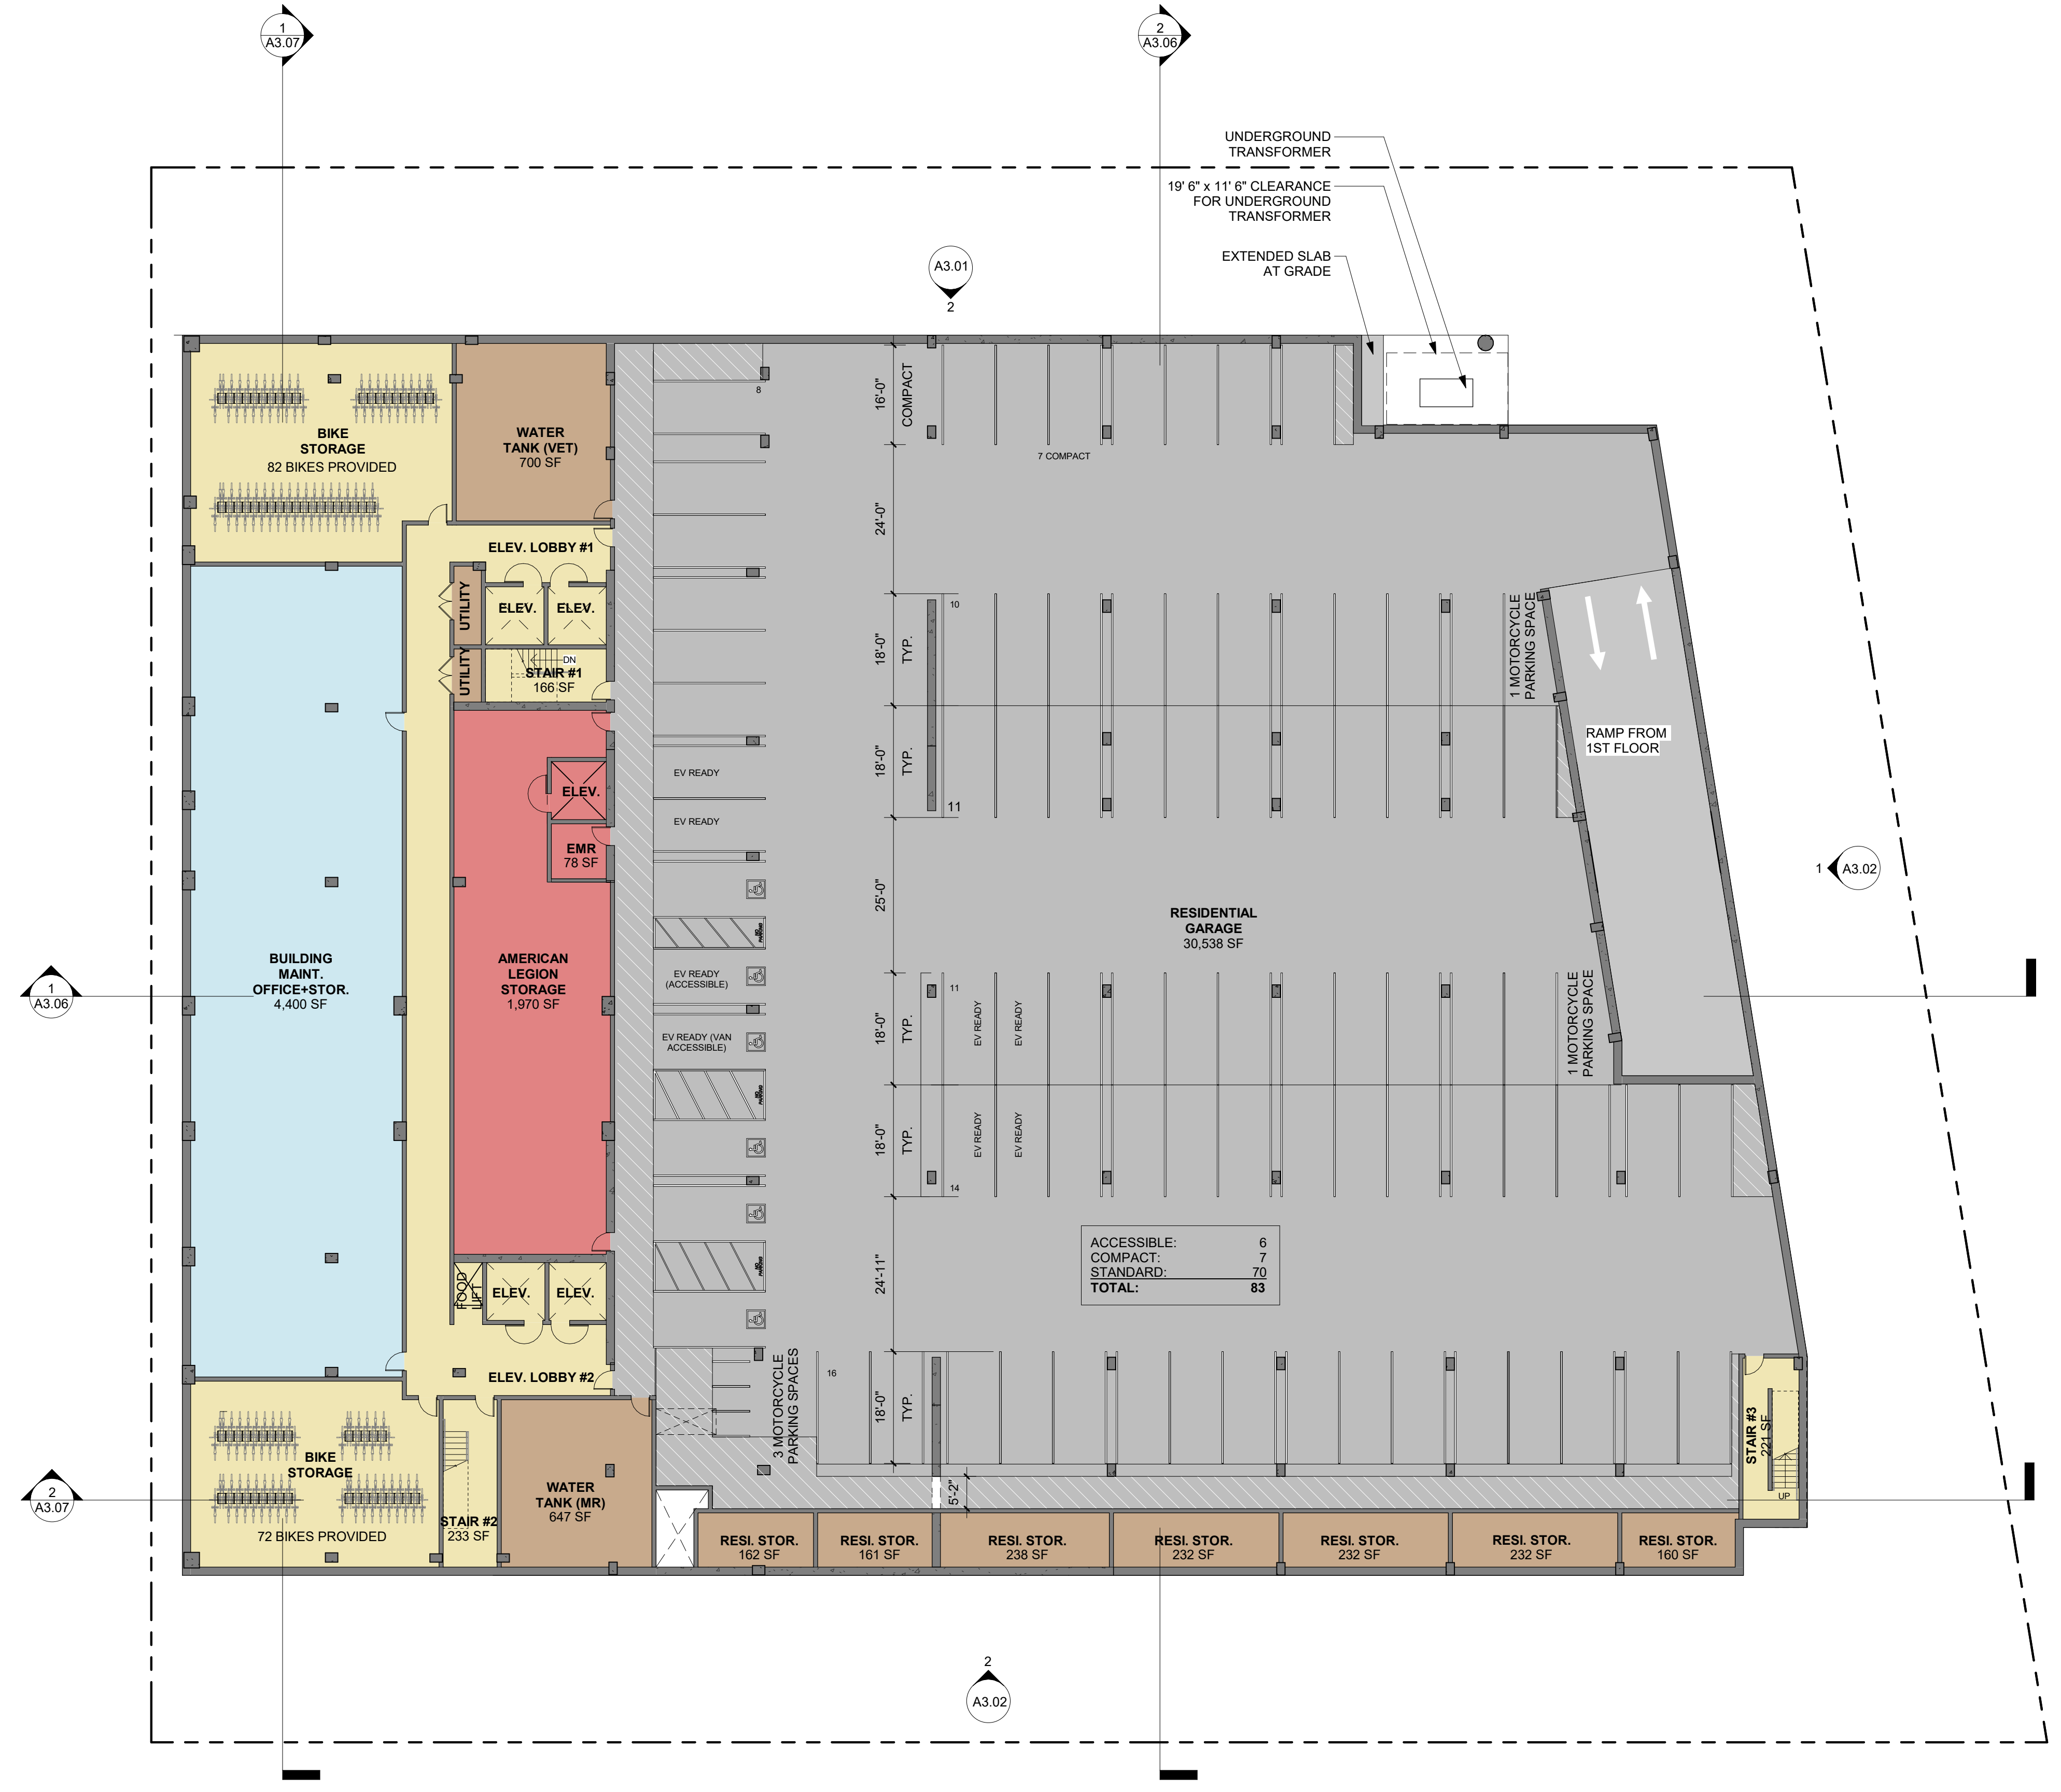 1
A3.07
2
A3.06
UNDERGROUND
TRANSFORMER
19' 6" x 11' 6" CLEARANCE
FOR UNDERGROUND
TRANSFORMER
EXTENDED SLAB
AT GRADE
A3.01
2
BIKE
STORAGE
82 BIKES PROVIDED
WATER
TANK (VET)
700 SF
8
16'-0"
COMPACT
7 COMPACT
24'-0"
ELEV. LOBBY #1
UTILITY
ELEV.
ELEV.
UTILITY
DN
STAIR #1
166 SF
10
18'-0"
TYP.
1 MOTORCYCLE
PARKING SPACE
18'-0"
TYP.
11
RAMP FROM
1ST FLOOR
EV READY
EV READY
ELEV.
EMR
78 SF
25'-0"
1
A3.02
RESIDENTIAL
GARAGE
30,538 SF
BUILDING
MAINT.
OFFICE+STOR.
4,400 SF
AMERICAN
LEGION
STORAGE
1,970 SF
NO
PARKING
EV READY
(ACCESSIBLE)
EV READY (VAN
ACCESSIBLE)
1
A3.06
11
18'-0"
TYP.
EV READY
EV READY
1 MOTORCYCLE
PARKING SPACE
NO
PARKING
18'-0"
TYP.
EV READY
EV READY
14
NO
PARKING
24'-11"
ACCESSIBLE: 6
COMPACT: 7
STANDARD: 70
TOTAL: 83
FOOD
LIFT
ELEV.
ELEV.
ELEV. LOBBY #2
3 MOTORCYCLE
PARKING SPACES
16
18'-0"
TYP.
STAIR #3
221 SF
UP
BIKE
STORAGE
72 BIKES PROVIDED
STAIR #2
233 SF
WATER
TANK (MR)
647 SF
5'-2"
2
A3.07
RESI. STOR.
162 SF
RESI. STOR.
161 SF
RESI. STOR.
238 SF
RESI. STOR.
232 SF
RESI. STOR.
232 SF
RESI. STOR.
232 SF
RESI. STOR.
160 SF
2
A3.02